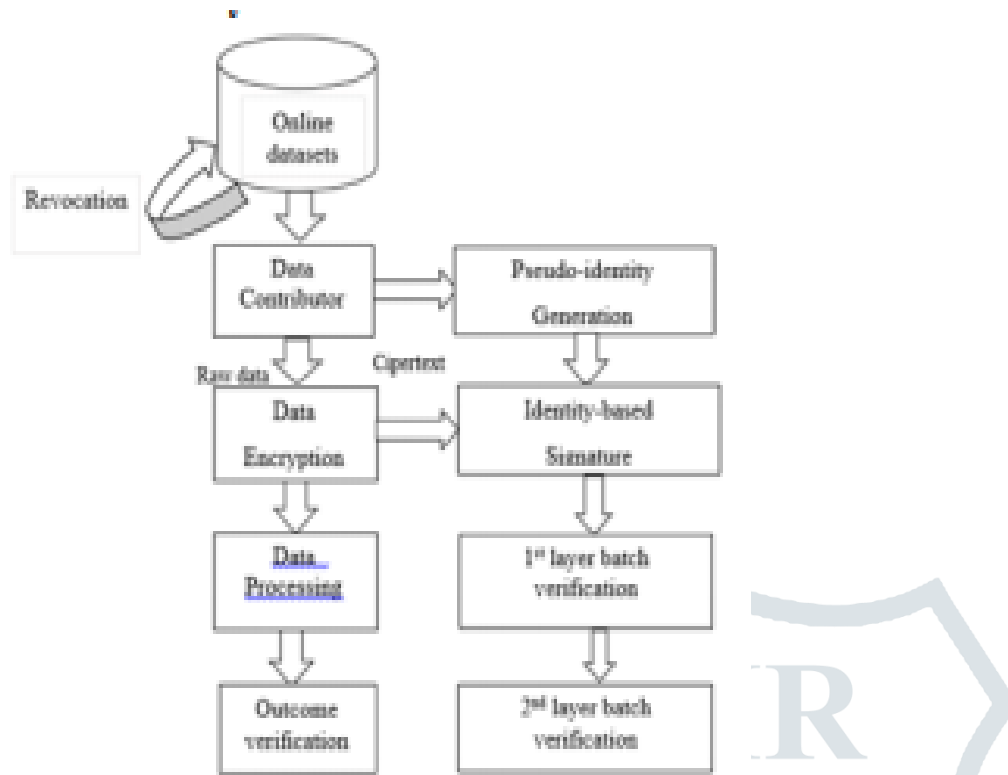 Online
datasets
Revocation
Data
Contributor
Pseudo-identity
Generation
Raw data
Cipertext
Data
Encryption
Identity-based
Signature
Data
Processing
1st layer batch
verification
Outcome
verification
2nd layer batch
verification
R